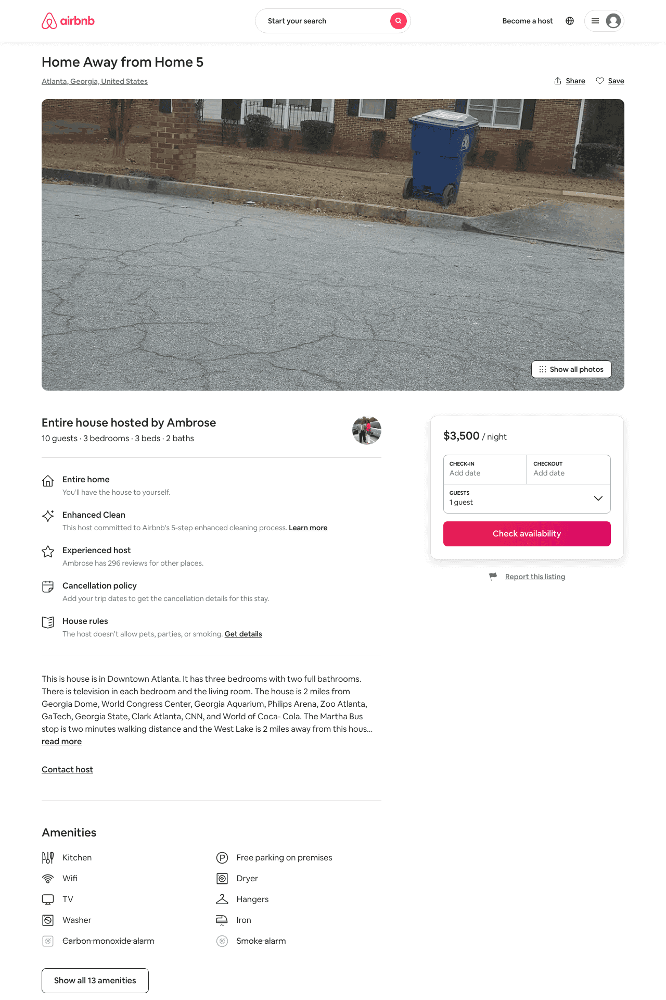 airbnb
Start your search
Become a host
Home Away from Home 5
Atlanta, Georgia, United States
Share
Save
Show all photos
Entire house hosted by Ambrose
10 guests · 3 bedrooms · 3 beds · 2 baths
Entire home
You'll have the house to yourself.
Enhanced Clean
This host committed to Airbnb's 5-step enhanced cleaning process. Learn more
Experienced host
Ambrose has 296 reviews for other places.
Cancellation policy
Add your trip dates to get the cancellation details for this stay.
House rules
The host doesn't allow pets, parties, or smoking. Get details
$3,500 / night
CHECK-IN
Add date
CHECKOUT
Add date
GUESTS
1 guest
Check availability
Report this listing
This is house is in Downtown Atlanta. It has three bedrooms with two full bathrooms.
There is television in each bedroom and the living room. The house is 2 miles from
Georgia Dome, World Congress Center, Georgia Aquarium, Philips Arena, Zoo Atlanta,
GaTech, Georgia State, Clark Atlanta, CNN, and World of Coca- Cola. The Martha Bus
stop is two minutes walking distance and the West Lake is 2 miles away from this hous...
read more
Contact host
Amenities
Kitchen
Free parking on premises
Wifi
Dryer
TV
Hangers
Washer
Iron
Carbon monoxide alarm
Smoke alarm
Show all 13 amenities